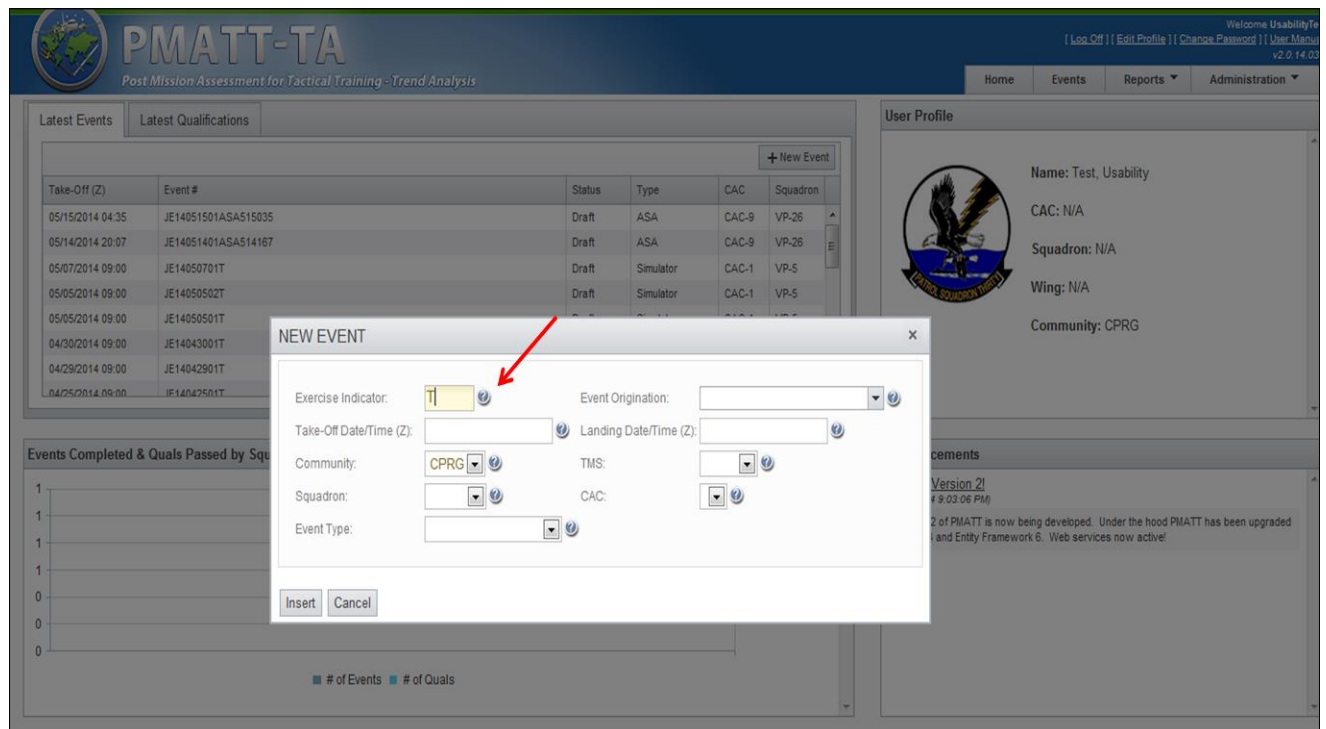 PMATT-TA
Post Mission Assessment for Tactical Training - Trend Analysis
Welcome UsabilityTe
[ Log Off ] [ Edit Profile ] [ Change Password ] [ User Manua
v2.0.14.03
Home Events Reports Administration
Latest Events Latest Qualifications
+ New Event
Take-Off (Z) Event # Status Type CAC Squadron
05/15/2014 04:35 JE14051501ASA515035 Draft ASA CAC-9 VP-26
05/14/2014 20:07 JE14051401ASA514167 Draft ASA CAC-9 VP-26
05/07/2014 09:00 JE14050701T Draft Simulator CAC-1 VP-5
05/05/2014 09:00 JE14050502T Draft Simulator CAC-1 VP-5
05/05/2014 09:00 JE14050501T
04/30/2014 09:00 JE14043001T
04/29/2014 09:00 JE14042901T
04/25/2014 09:00 JE14042501T
User Profile
PATROL SQUADRON THIRTY
Name: Test, Usability
CAC: N/A
Squadron: N/A
Wing: N/A
Community: CPRG
NEW EVENT x
Exercise Indicator: T Event Origination:
Take-Off Date/Time (Z): Landing Date/Time (Z):
Community: CPRG TMS:
Squadron: CAC:
Event Type:
Insert Cancel
Events Completed & Quals Passed by Squ
1
1
1
1
0
0
0
# of Events # of Quals
cements
Version 2!
4 9:03:06 PM)
2 of PMATT is now being developed. Under the hood PMATT has been upgraded
and Entity Framework 6. Web services now active!